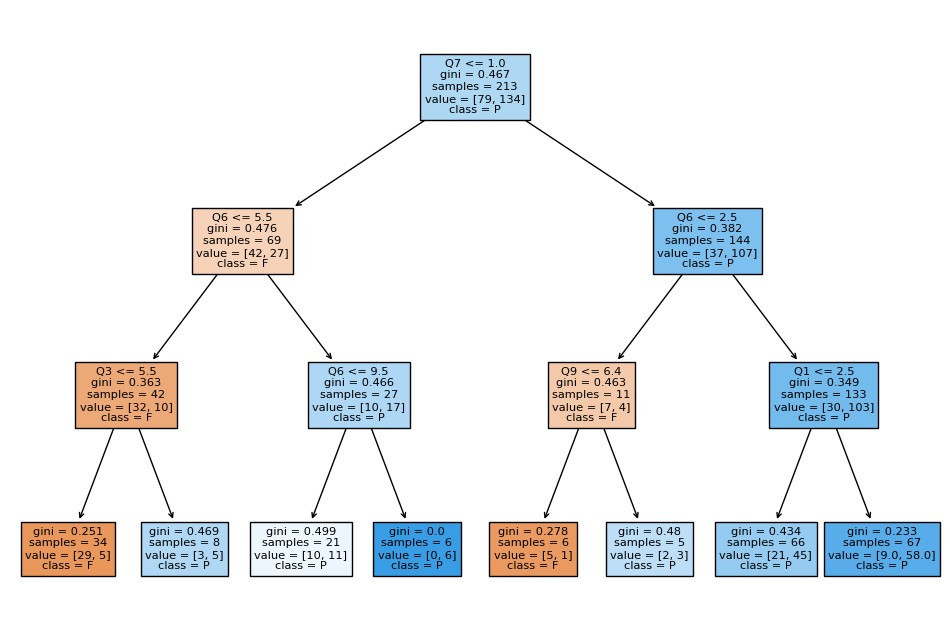 Q7 <= 1.0
gini = 0.467
samples = 213
value = [79, 134]
class = P
Q6 <= 5.5
gini = 0.476
samples = 69
value = [42, 27]
class = F
Q6 <= 2.5
gini = 0.382
samples = 144
value = [37, 107]
class = P
Q3 <= 5.5
gini = 0.363
samples = 42
value = [32, 10]
class = F
Q6 <= 9.5
gini = 0.466
samples = 27
value = [10, 17]
class = P
Q9 <= 6.4
gini = 0.463
samples = 11
value = [7, 4]
class = F
Q1 <= 2.5
gini = 0.349
samples = 133
value = [30, 103]
class = P
gini = 0.251
samples = 34
value = [29, 5]
class = F
gini = 0.469
samples = 8
value = [3, 5]
class = P
gini = 0.499
samples = 21
value = [10, 11]
class = P
gini = 0.0
samples = 6
value = [0, 6]
class = P
gini = 0.278
samples = 6
value = [5, 1]
class = F
gini = 0.48
samples = 5
value = [2, 3]
class = P
gini = 0.434
samples = 66
value = [21, 45]
class = P
gini = 0.233
samples = 67
value = [9.0, 58.0]
class = P